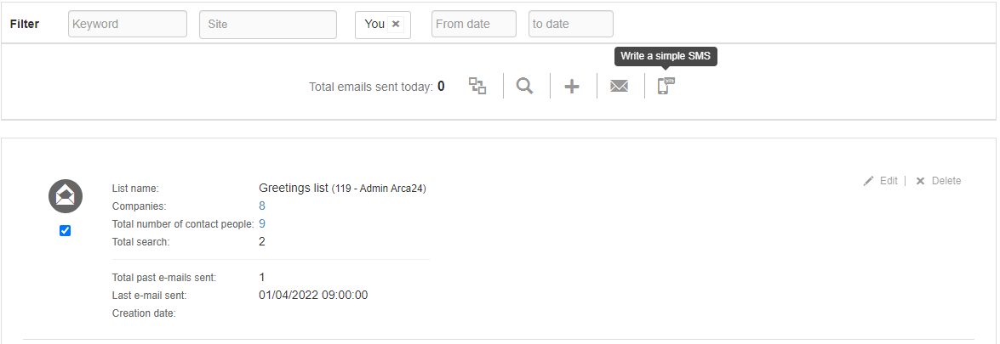 Filter Keyword Site You × From date to date
Write a simple SMS
Total emails sent today: 0
List name: Greetings list (119 - Admin Arca24)
Edit | × Delete
Companies: 8
Total number of contact people: 9
Total search: 2
Total past e-mails sent: 1
Last e-mail sent: 01/04/2022 09:00:00
Creation date: